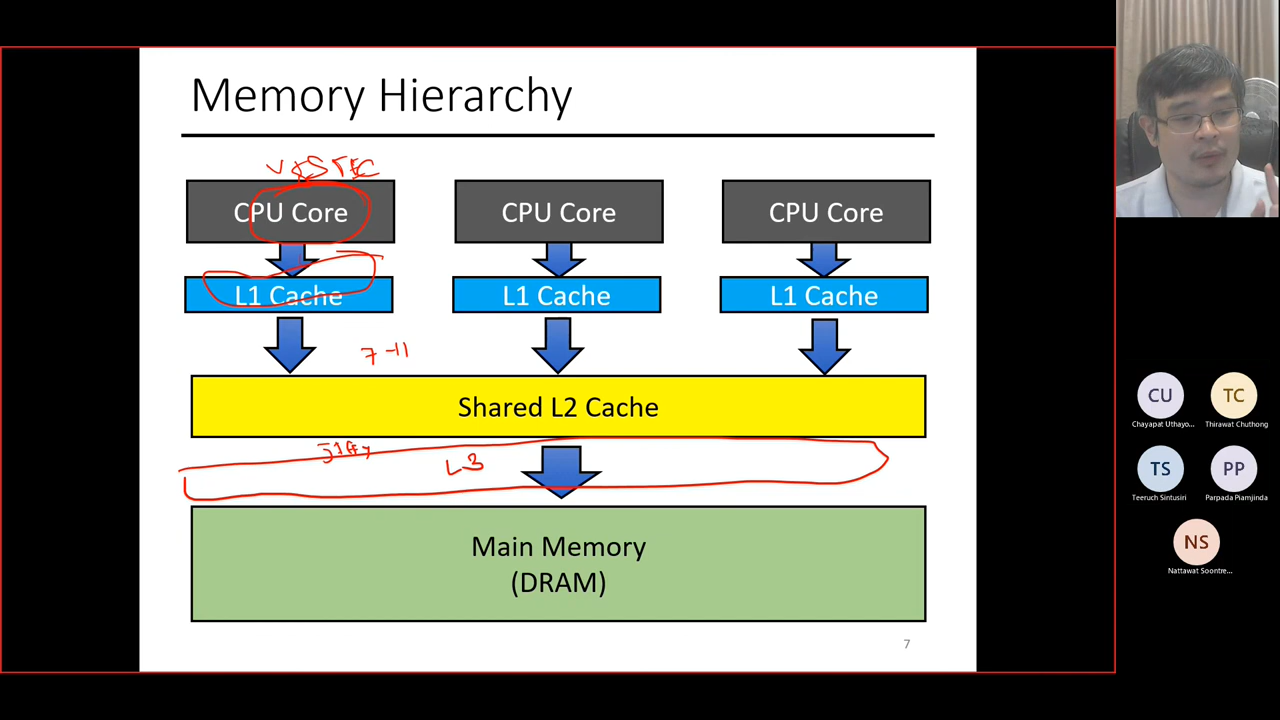 Memory Hierarchy
CPU Core
CPU Core
CPU Core
L1 Cache
L1 Cache
L1 Cache
7-11
Shared L2 Cache
L3
Main Memory
(DRAM)
7
CU
TC
Chayapat Uthayo...
Thirawat Chuthong
TS
PP
Teeruch Sintusiri
Parpada Piamjinda
NS
Nattawat Soontre...